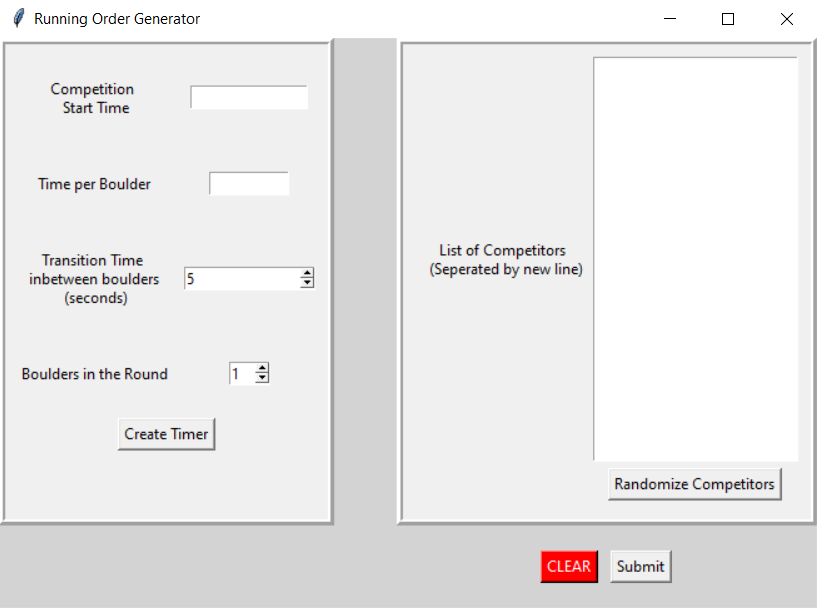 Running Order Generator
Competition
Start Time
Time per Boulder
Transition Time
inbetween boulders
(seconds)
5
Boulders in the Round
1
Create Timer
List of Competitors
(Seperated by new line)
Randomize Competitors
CLEAR
Submit